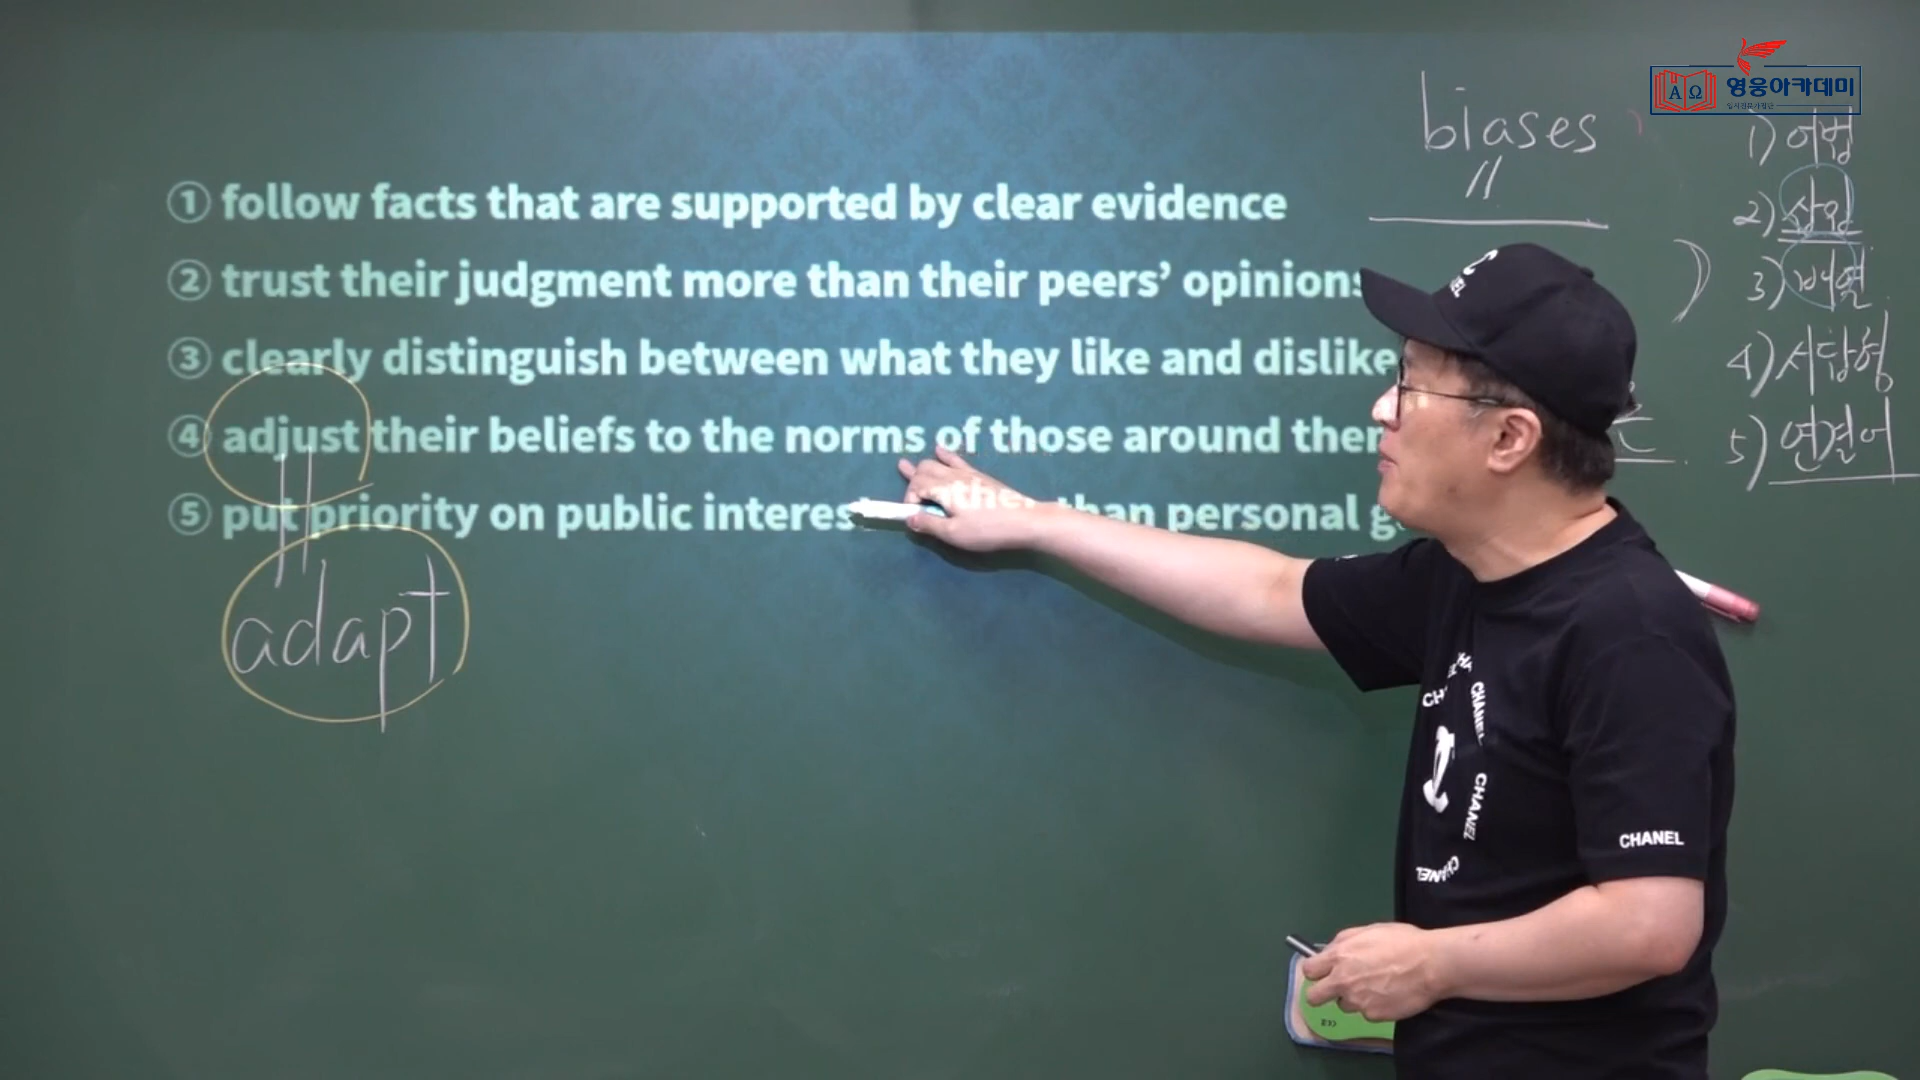 영웅아카데미
biases
〃
1) 어법
2) 삽입
3) 배열
4) 서답형
5) 연결어
① follow facts that are supported by clear evidence
② trust their judgment more than their peers’ opinions
③ clearly distinguish between what they like and dislike
④ adjust their beliefs to the norms of those around them
⑤ put priority on public interest rather than personal
adapt
CHANEL
CHANEL
CHANEL
CHANEL